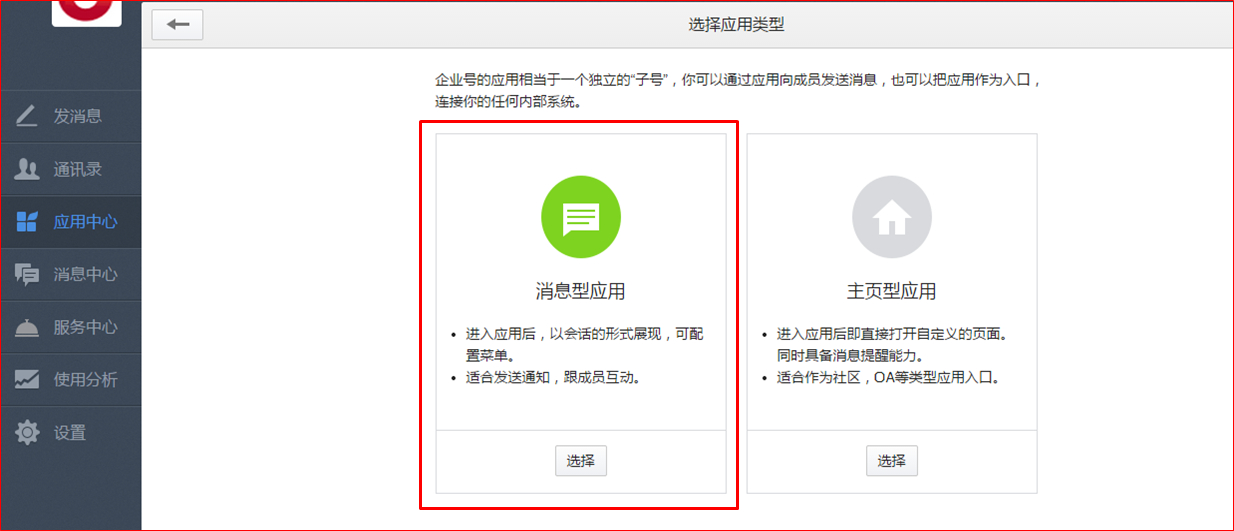 选择应用类型
企业号的应用相当于一个独立的“子号”，你可以通过应用向成员发送消息，也可以把应用作为入口，
连接你的任何内部系统。
发消息
通讯录
应用中心
消息中心
服务中心
使用分析
设置
消息型应用
进入应用后，以会话的形式展现，可配
置菜单。
适合发送通知，跟成员互动。
选择
主页型应用
进入应用后即直接打开自定义的页面。
同时具备消息提醒能力。
适合作为社区，OA等类型应用入口。
选择